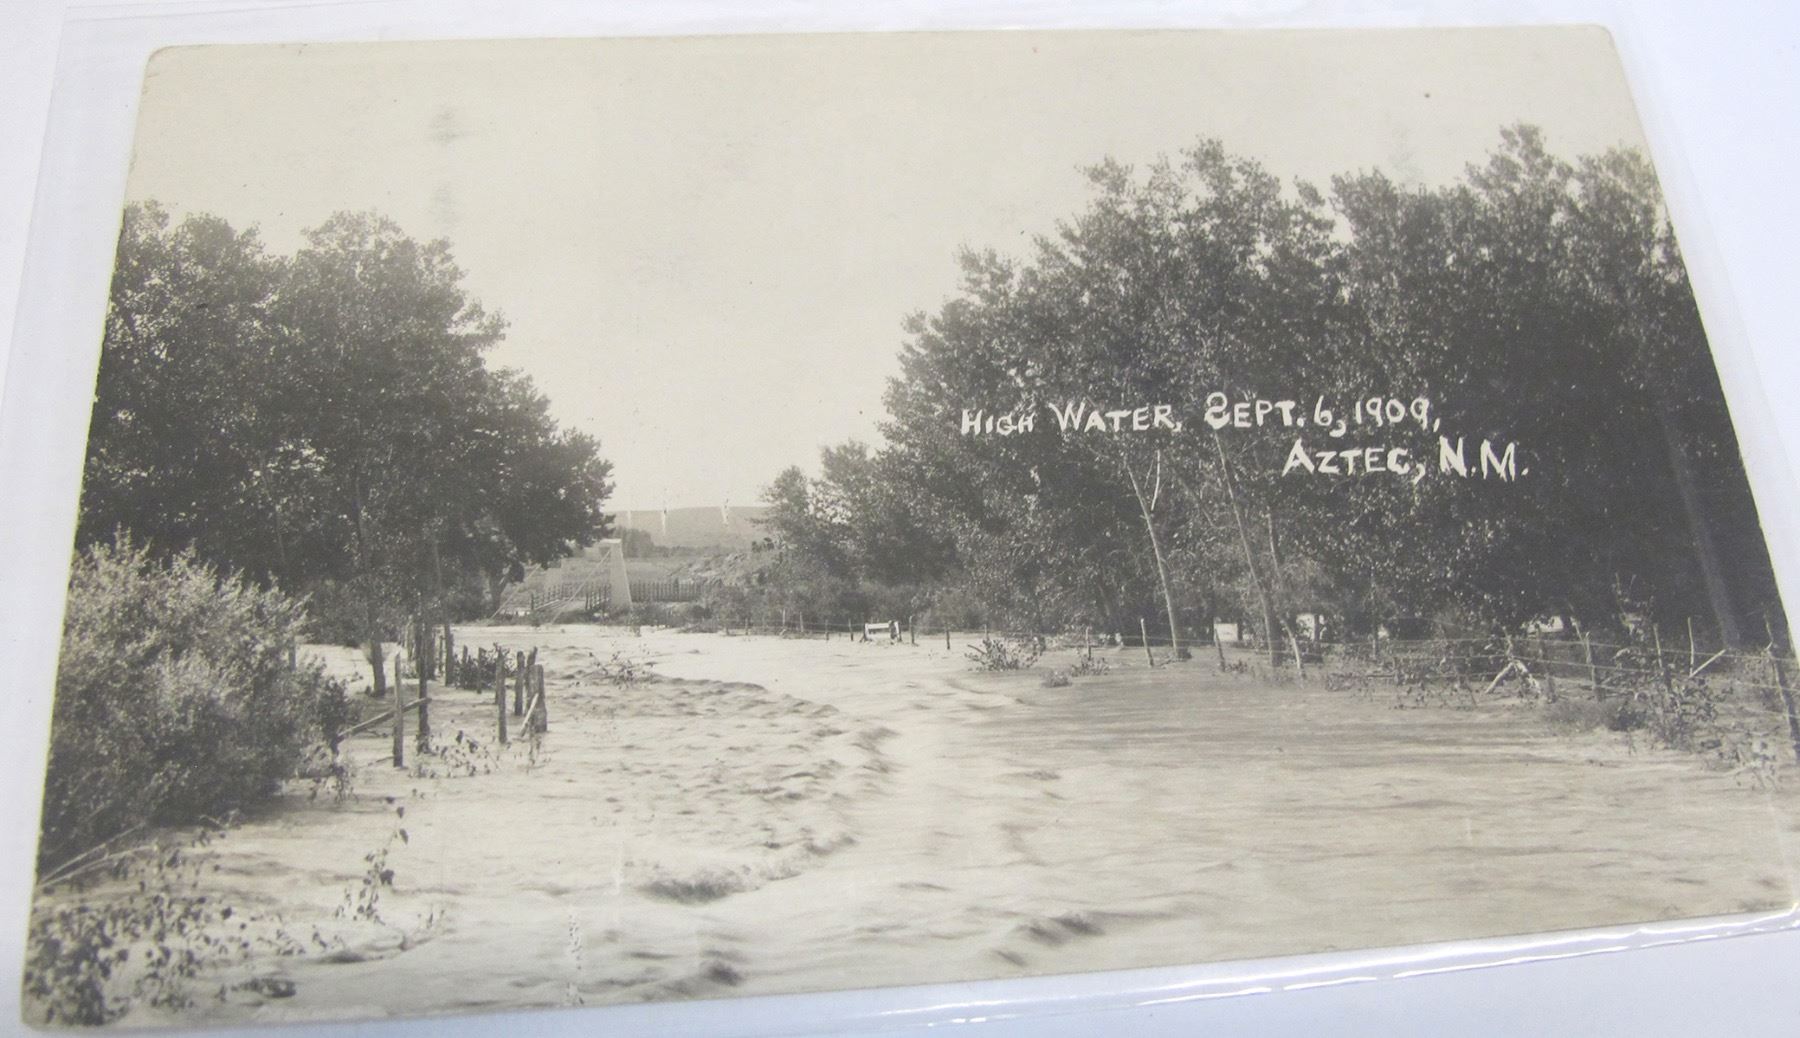 HIGH WATER, SEPT. 6, 1909,
AZTEC, N.M.